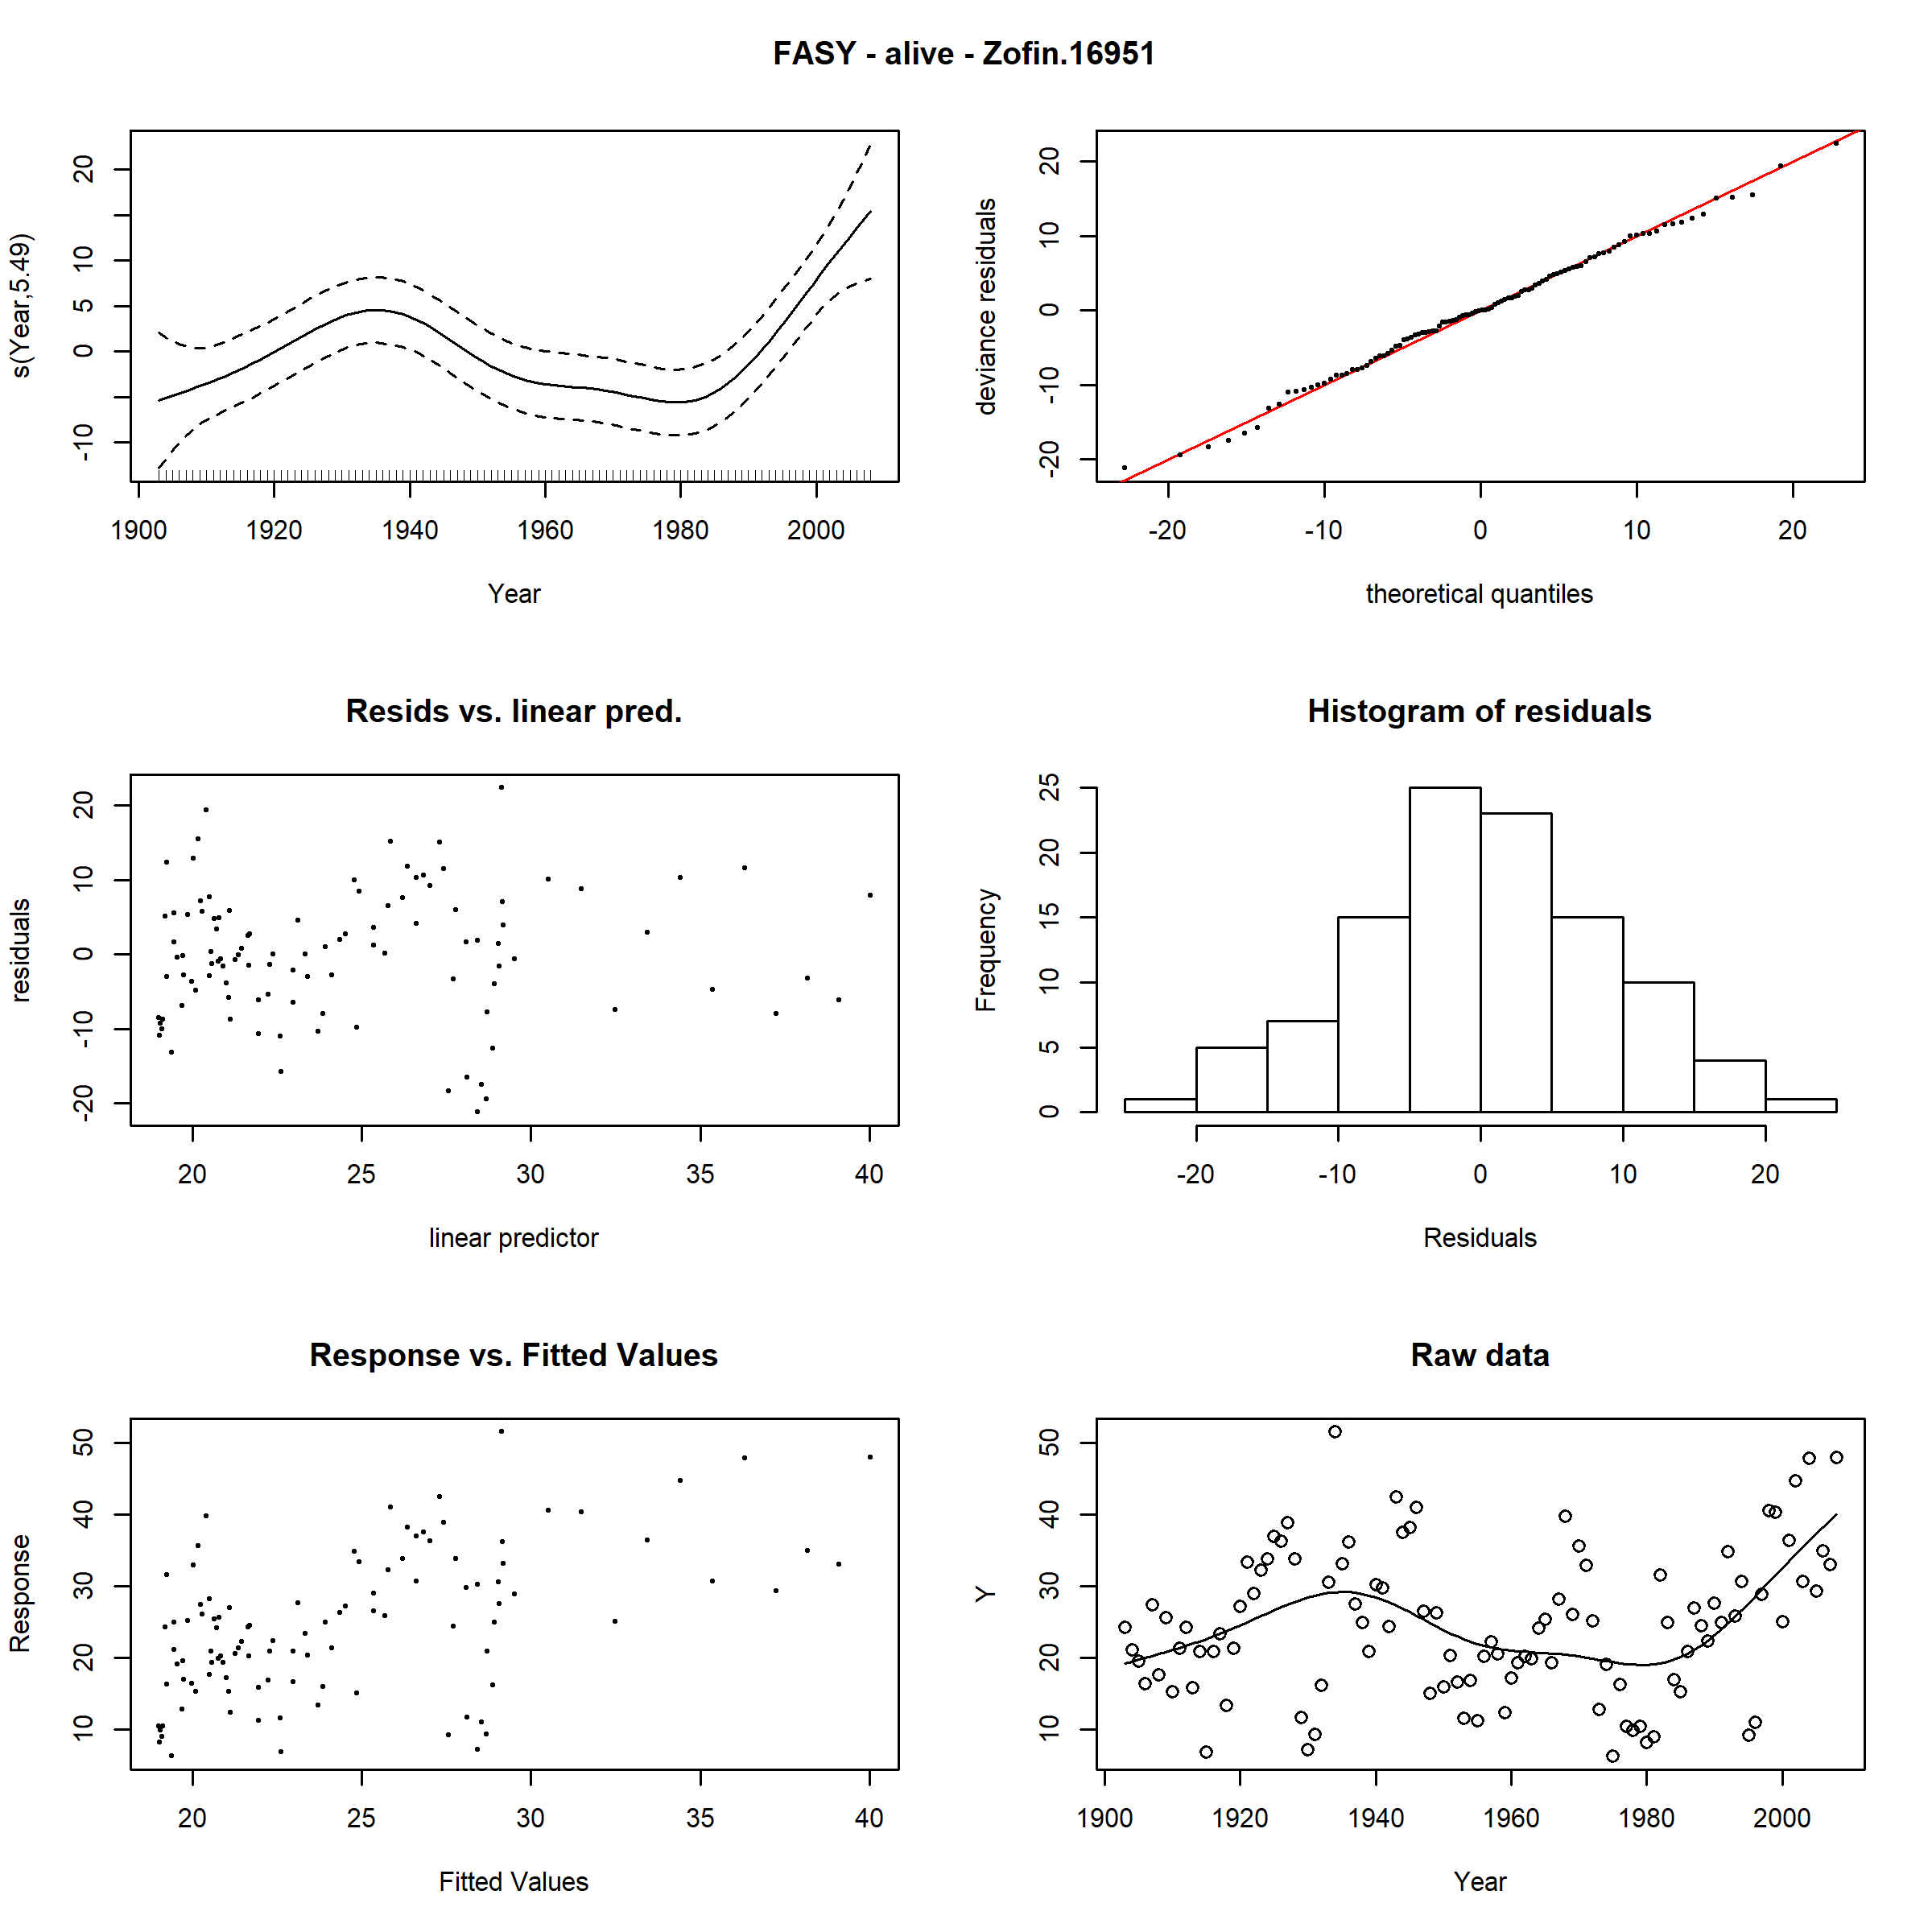 FASY - alive - Zofin.16951
s(Year,5.49)
-10 0 5 10 20
1900 1920 1940 1960 1980 2000
Year
deviance residuals
-20 -10 0 10 20
-20 -10 0 10 20
theoretical quantiles
Resids vs. linear pred.
residuals
-20 -10 0 10 20
20 25 30 35 40
linear predictor
Histogram of residuals
Frequency
0 5 10 15 20 25
-20 -10 0 10 20
Residuals
Response vs. Fitted Values
Response
10 20 30 40 50
20 25 30 35 40
Fitted Values
Raw data
Y
10 20 30 40 50
1900 1920 1940 1960 1980 2000
Year